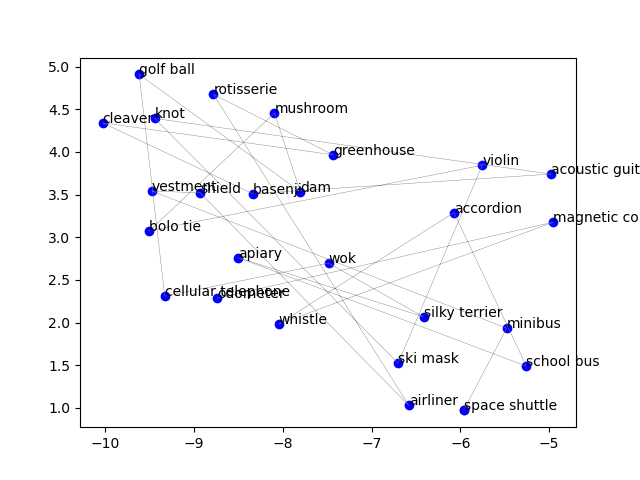 5.0
golf ball
rotisserie
4.5
mushroom
cleaver
knot
4.0
greenhouse
violin
acoustic guit
3.5
vestment
shield
basenji
dam
accordion
magnetic co
3.0
bolo tie
apiary
wok
2.5
cellular telephone
odometer
2.0
whistle
silky terrier
minibus
1.5
ski mask
school bus
1.0
airliner
space shuttle
−10
−9
−8
−7
−6
−5